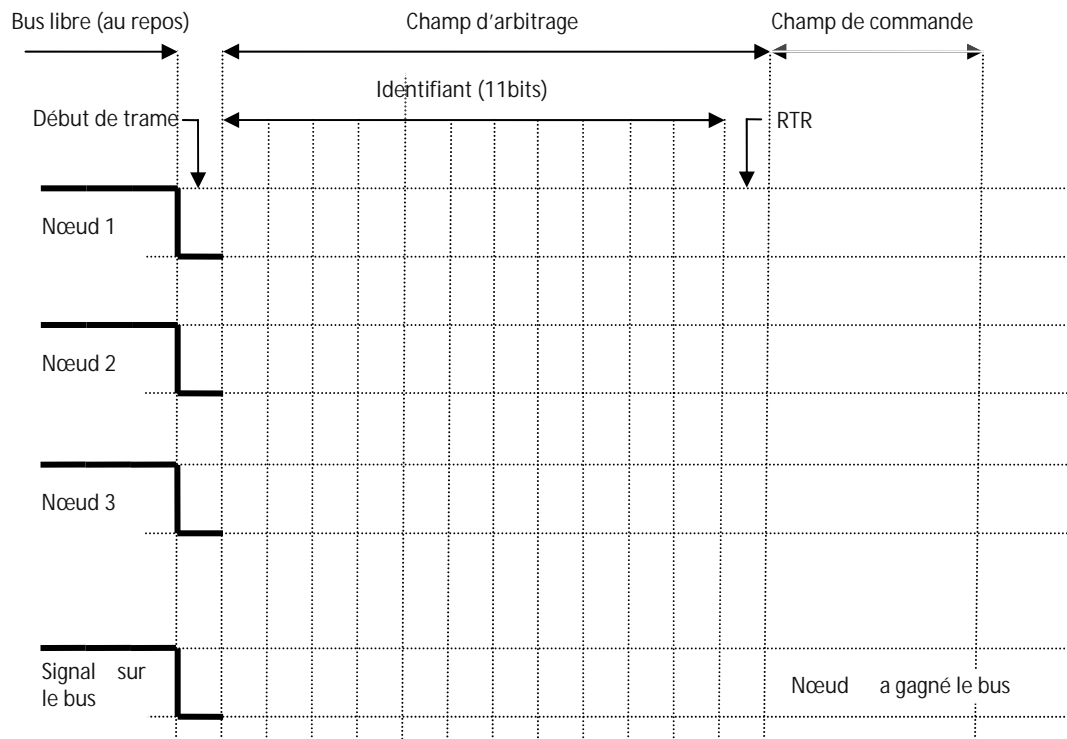 Bus libre (au repos)
Champ d'arbitrage
Champ de commande
Identifiant (11bits)
Début de trame
RTR
Nœud 1
Nœud 2
Nœud 3
Signal sur
le bus
Nœud a gagné le bus